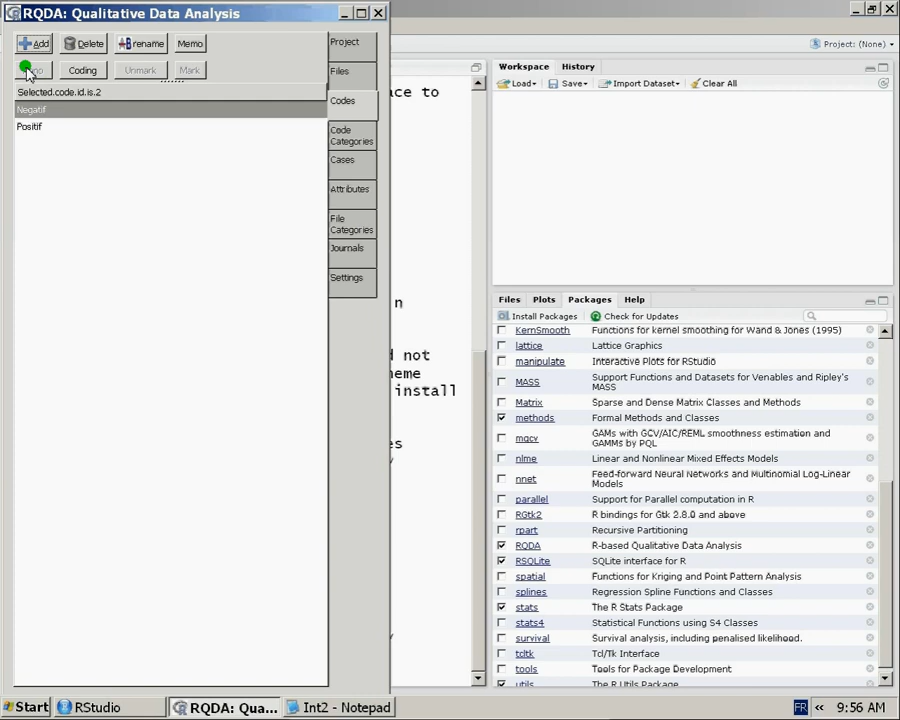 RQDA: Qualitative Data Analysis
Add Delete rename Memo
Coding Unmark Mark
Selected.code.id.is.2
Negatif
Positif
Project
Files
Codes
Code
Categories
Cases
Attributes
File
Categories
Journals
Settings
ace to
n
d not
heme
install
es
Project: (None)
Workspace History
Load Save Import Dataset Clear All
Files Plots Packages Help
Install Packages Check for Updates
KernSmooth Functions for kernel smoothing for Wand & Jones (1995)
lattice Lattice Graphics
manipulate Interactive Plots for RStudio
MASS Support Functions and Datasets for Venables and Ripley's
MASS
Matrix Sparse and Dense Matrix Classes and Methods
methods Formal Methods and Classes
mgcv GAMs with GCV/AIC/REML smoothness estimation and
GAMMs by PQL
nlme Linear and Nonlinear Mixed Effects Models
nnet Feed-forward Neural Networks and Multinomial Log-Linear
Models
parallel Support for Parallel computation in R
RGtk2 R bindings for Gtk 2.8.0 and above
rpart Recursive Partitioning
RQDA R-based Qualitative Data Analysis
RSQLite SQLite interface for R
spatial Functions for Kriging and Point Pattern Analysis
splines Regression Spline Functions and Classes
stats The R Stats Package
stats4 Statistical Functions using S4 Classes
survival Survival analysis, including penalised likelihood.
tcltk Tcl/Tk Interface
tools Tools for Package Development
utils The R Utils Package
Start RStudio RQDA: Qua... Int2 - Notepad FR « 9:56 AM